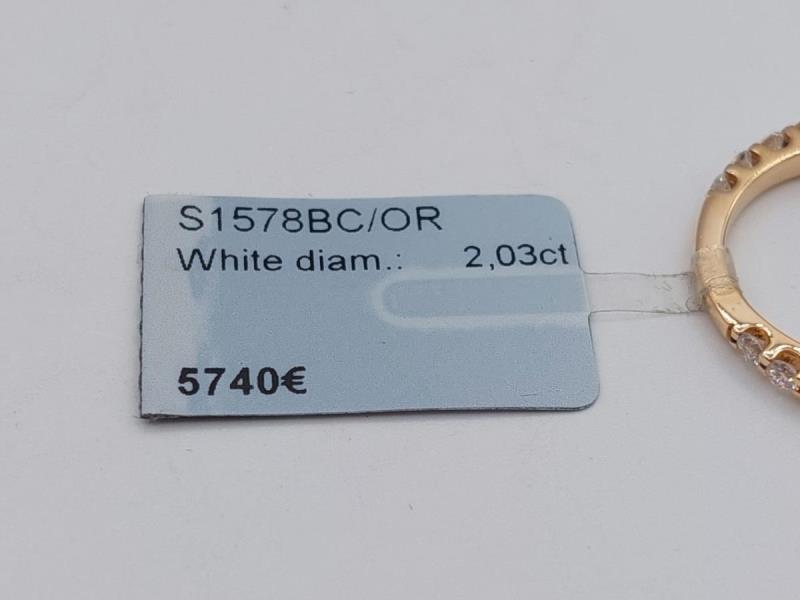 S1578BC/OR
White diam.: 2,03ct
5740€